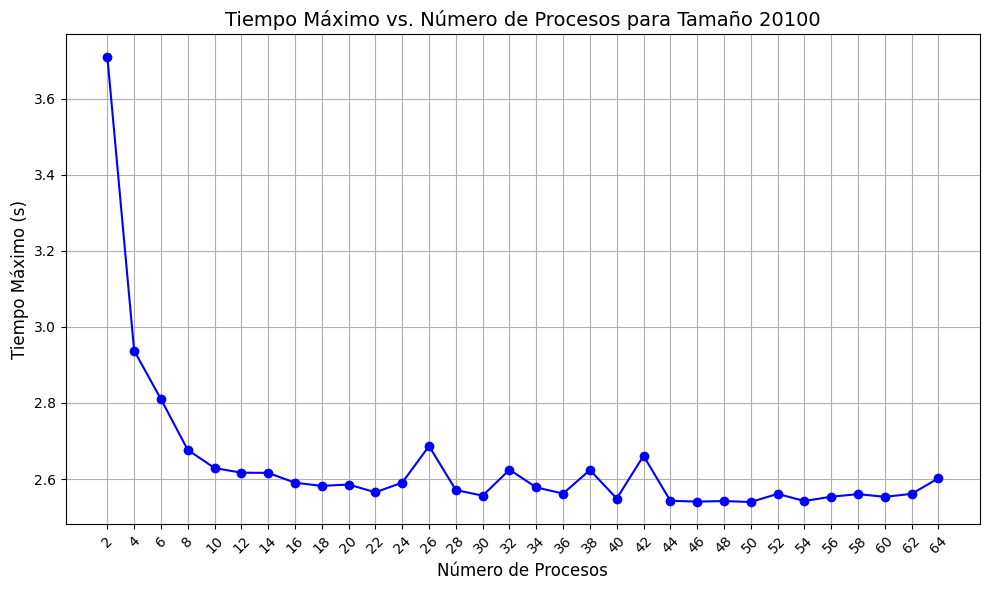 Tiempo Máximo vs. Número de Procesos para Tamaño 20100
Tiempo Máximo (s)
3.6
3.4
3.2
3.0
2.8
2.6
2 4 6 8 10 12 14 16 18 20 22 24 26 28 30 32 34 36 38 40 42 44 46 48 50 52 54 56 58 60 62 64
Número de Procesos